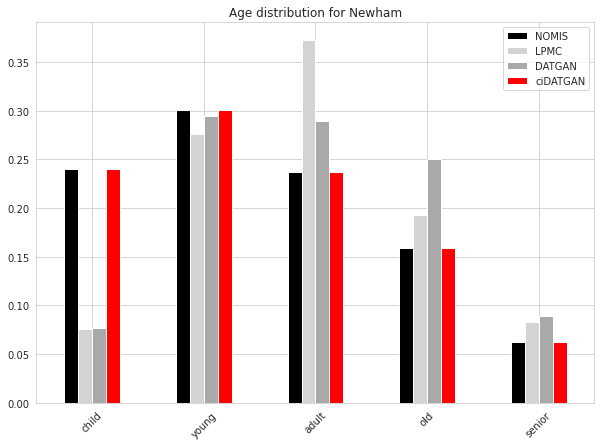 Age distribution for Newham
NOMIS
LPMC
DATGAN
ciDATGAN
0.35
0.30
0.25
0.20
0.15
0.10
0.05
0.00
child
young
adult
old
senior